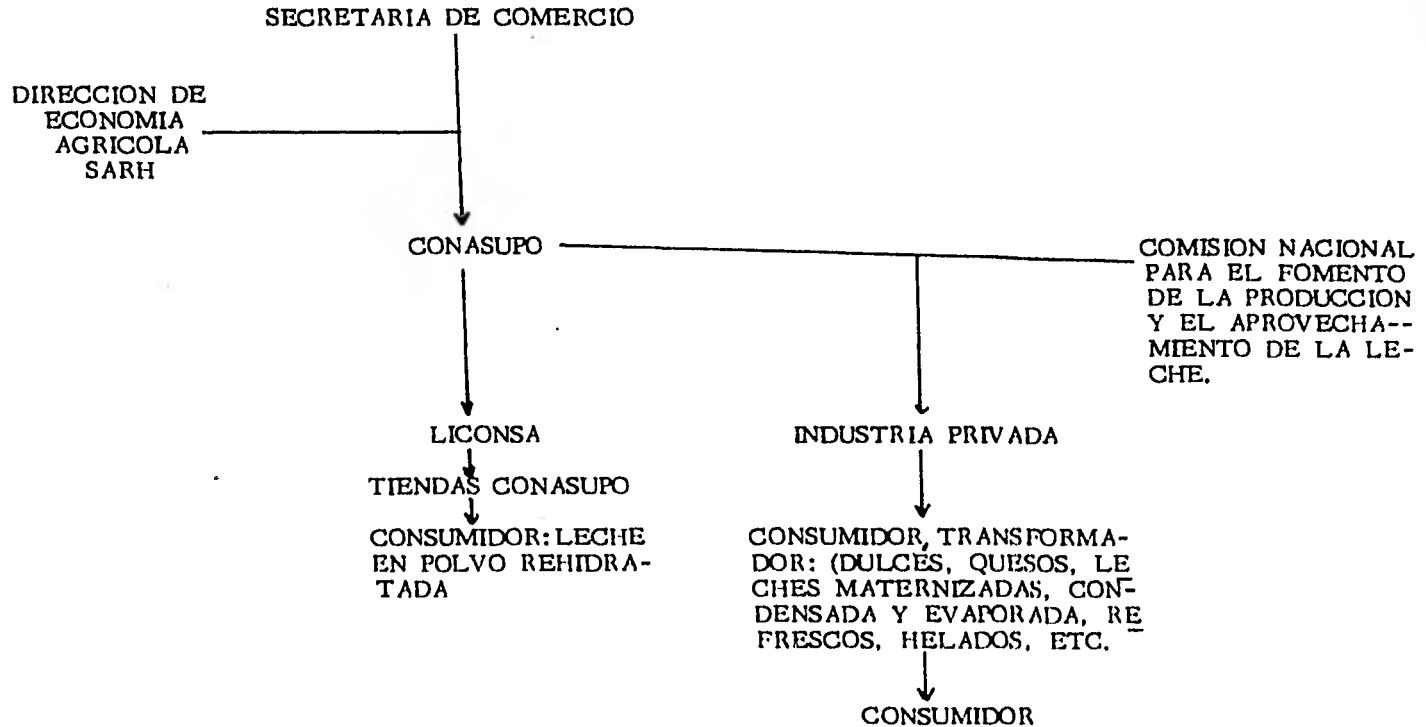 SECRETARIA DE COMERCIO
DIRECCION DE
ECONOMIA
AGRICOLA
SARH
CONASUPO
COMISION NACIONAL
PARA EL FOMENTO
DE LA PRODUCCION
Y EL APROVECHA--
MIENTO DE LA LE-
CHE.
LICONSA
TIENDAS CONASUPO
CONSUMIDOR: LECHE
EN POLVO REHIDRA-
TADA
INDUSTRIA PRIVADA
CONSUMIDOR, TRANSFORMA-
DOR: (DULCES, QUESOS, LE
CHES MATERNIZADAS, CON-
DENSADA Y EVAPORADA, RE
FRESCOS, HELADOS, ETC.
CONSUMIDOR